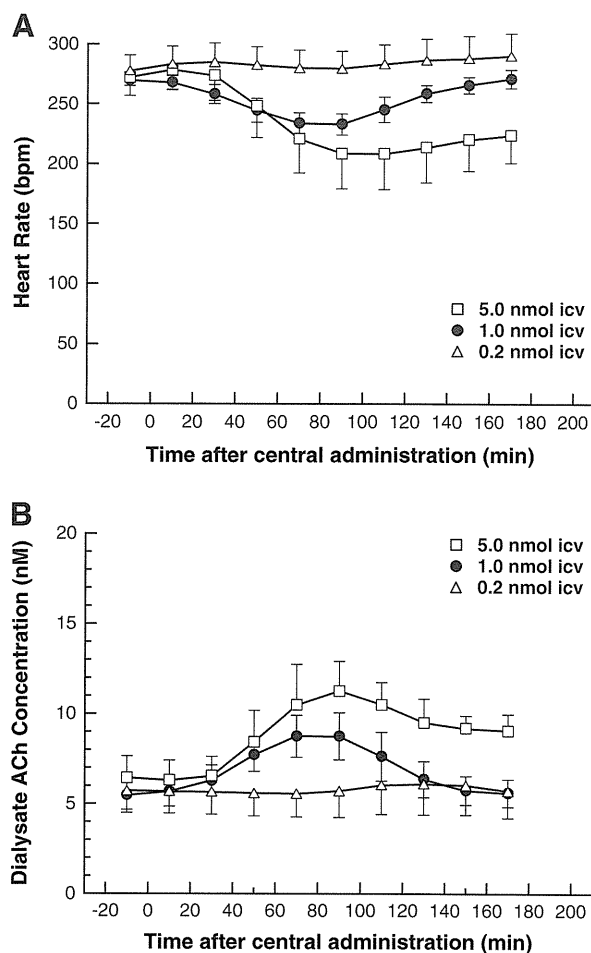 A
Heart Rate (bpm)
300
250
200
150
100
50
0
5.0 nmol icv
1.0 nmol icv
0.2 nmol icv
-20 0 20 40 60 80 100 120 140 160 180 200
Time after central administration (min)
B
Dialysate ACh Concentration (nM)
20
15
10
5
0
5.0 nmol icv
1.0 nmol icv
0.2 nmol icv
-20 0 20 40 60 80 100 120 140 160 180 200
Time after central administration (min)